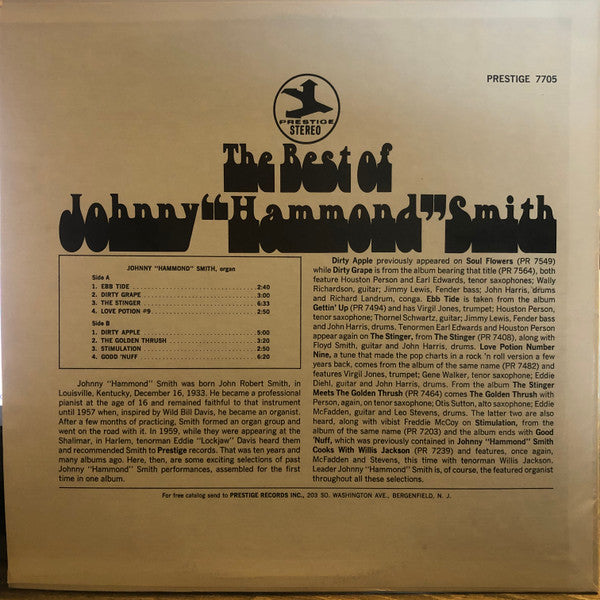 PRESTIGE 7705
PRESTIGE
STEREO
The Best of
Johnny "Hammond" Smith
JOHNNY "HAMMOND" SMITH, organ
Side A
1. EBB TIDE 2:40
2. DIRTY GRAPE 3:00
3. THE STINGER 6:33
4. LOVE POTION #9 2:50
Side B
1. DIRTY APPLE 5:00
2. THE GOLDEN THRUSH 3:20
3. STIMULATION 2:50
4. GOOD 'NUFF 6:20
Johnny "Hammond" Smith was born John Robert Smith, in
Louisville, Kentucky, December 16, 1933. He became a professional
pianist at the age of 16 and remained faithful to that instrument
until 1957 when, inspired by Wild Bill Davis, he became an organist.
After a few months of practicing, Smith formed an organ group and
went on the road with it. In 1959, while they were appearing at the
Shalimar, in Harlem, tenorman Eddie "Lockjaw" Davis heard them
and recommended Smith to Prestige records. That was ten years and
many albums ago. Here, then, are some exciting selections of past
Johnny "Hammond" Smith performances, assembled for the first
time in one album.
Dirty Apple previously appeared on Soul Flowers (PR 7549)
while Dirty Grape is from the album bearing that title (PR 7564), both
feature Houston Person and Earl Edwards, tenor saxophones; Wally
Richardson, guitar; Jimmy Lewis, Fender bass; John Harris, drums
and Richard Landrum, conga. Ebb Tide is taken from the album
Gettin' Up (PR 7494) and has Virgil Jones, trumpet; Houston Person,
tenor saxophone; Thornel Schwartz, guitar; Jimmy Lewis, Fender bass
and John Harris, drums. Tenormen Earl Edwards and Houston Person
appear again on The Stinger, from The Stinger (PR 7408), along with
Floyd Smith, guitar and John Harris, drums. Love Potion Number
Nine, a tune that made the pop charts in a rock 'n roll version a few
years back, comes from the album of the same name (PR 7482) and
features Virgil Jones, trumpet; Gene Walker, tenor saxophone; Eddie
Diehl, guitar and John Harris, drums. From the album The Stinger
Meets The Golden Thrush (PR 7464) comes The Golden Thrush with
Person, again, on tenor saxophone; Otis Sutton, alto saxophone; Eddie
McFadden, guitar and Leo Stevens, drums. The latter two are also
heard, along with vibist Freddie McCoy on Stimulation, from the
album of the same name (PR 7203) and the album ends with Good
'Nuff, which was previously contained in Johnny "Hammond" Smith
Cooks With Willis Jackson (PR 7239) and features, once again,
McFadden and Stevens, this time with tenorman Willis Jackson.
Leader Johnny "Hammond" Smith is, of course, the featured organist
throughout all these selections.
For free catalog send to PRESTIGE RECORDS INC., 203 SO. WASHINGTON AVE., BERGENFIELD, N. J.